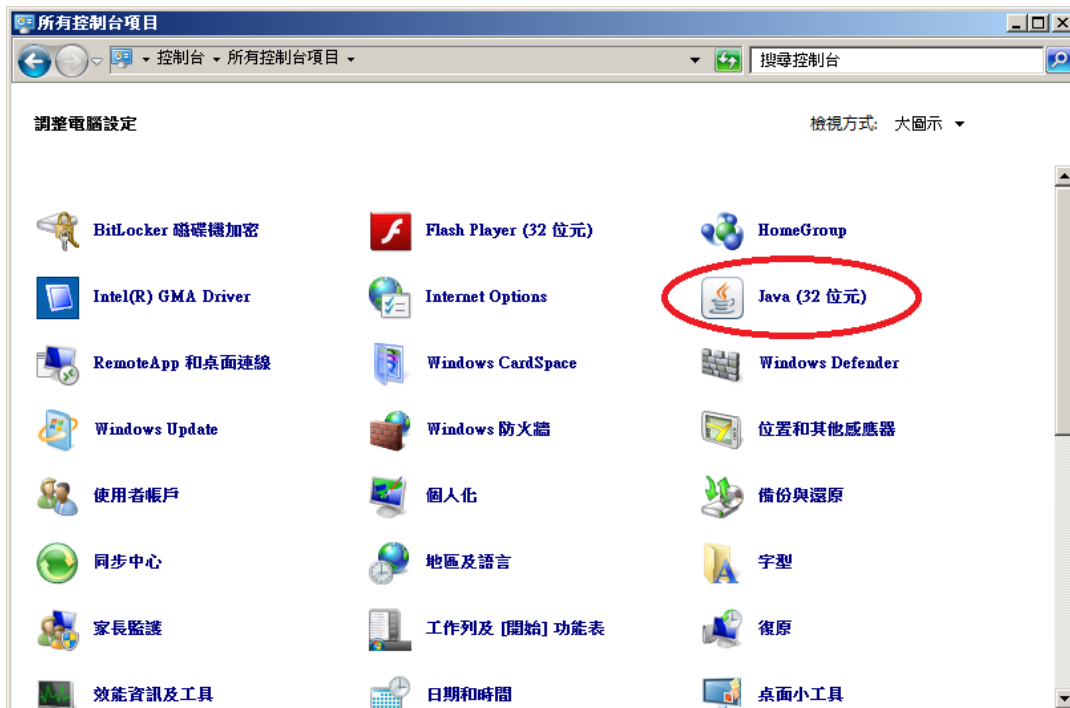 所有控制台項目
控制台 所有控制台項目 搜尋控制台
調整電腦設定 檢視方式: 大圖示
BitLocker 磁碟機加密 Flash Player (32 位元) HomeGroup
Intel(R) GMA Driver Internet Options Java (32 位元)
RemoteApp 和桌面連線 Windows CardSpace Windows Defender
Windows Update Windows 防火牆 位置和其他感應器
使用者帳戶 個人化 備份與還原
同步中心 地區及語言 字型
家長監護 工作列及 [開始] 功能表 復原
效能資訊及工具 日期和時間 桌面小工具